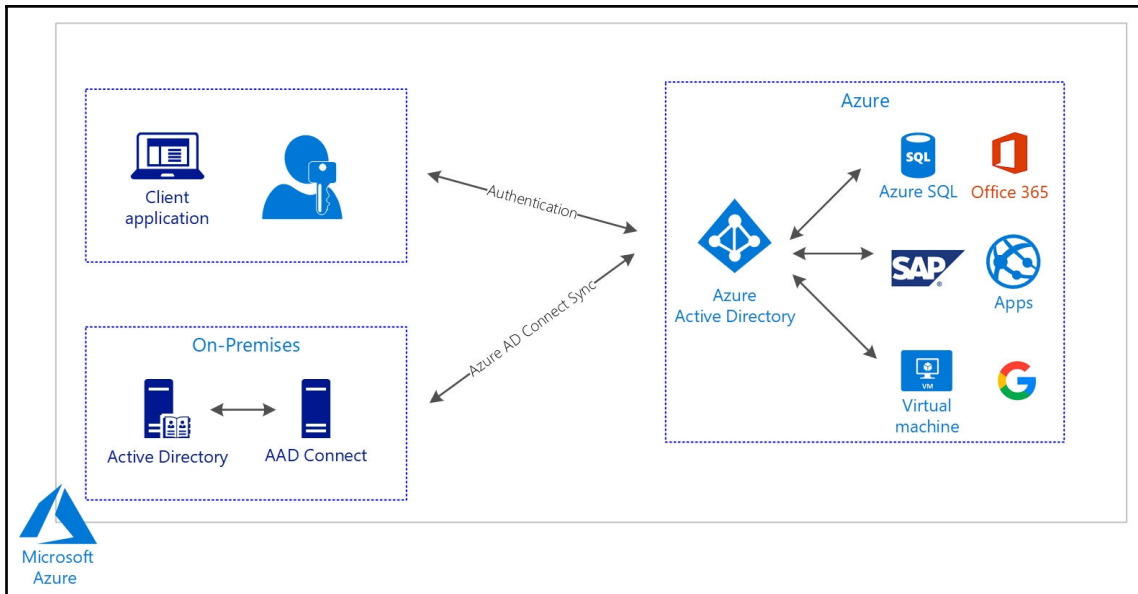 Azure
SQL
Client
application
Azure SQL
Office 365
Authentication
SAP
®
Azure
Active Directory
Apps
Azure AD Connect Sync
On-Premises
VM
Virtual
machine
G
Active Directory
AAD Connect
Microsoft
Azure